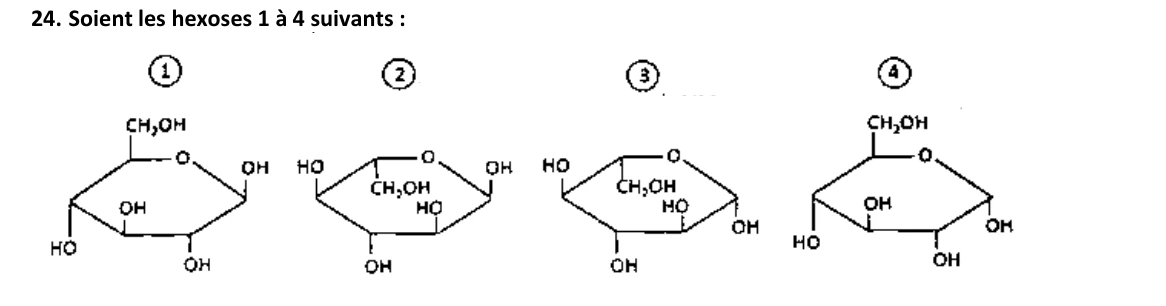 24. Soient les hexoses 1 à 4 suivants :
1 2 3 4
CH₂OH O OH OH HO OH
HO O OH CH₂OH HO OH
HO O CH₂OH HO OH OH
CH₂OH O OH OH HO OH